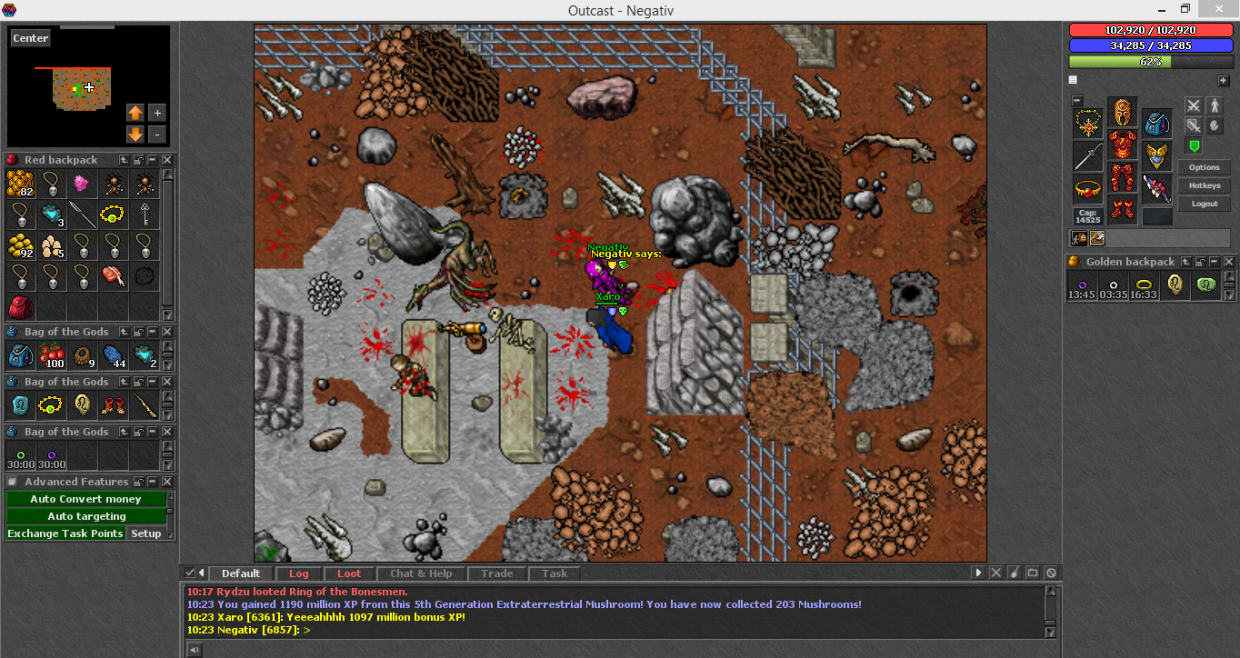 Outcast - Negativ
Center
102,920 / 102,920
34,285 / 34,285
62%
+
-
Red backpack
82
3
92
5
Bag of the Gods
100
9
44
2
Bag of the Gods
Bag of the Gods
30:00 30:00
Advanced Features
Auto Convert money
Auto targeting
Exchange Task Points Setup
Negativ
Negativ says:
Xaro
Options
Hotkeys
Logout
Cap:
14525
Golden backpack
13:45 03:35 16:33
Default Log Loot Chat & Help Trade Task
10:17 Rydzu looted Ring of the Bonesmen.
10:23 You gained 1190 million XP from this 5th Generation Extraterrestrial Mushroom! You have now collected 203 Mushrooms!
10:23 Xaro [6361]: Yeeeahhhh 1097 million bonus XP!
10:23 Negativ [6857]: >